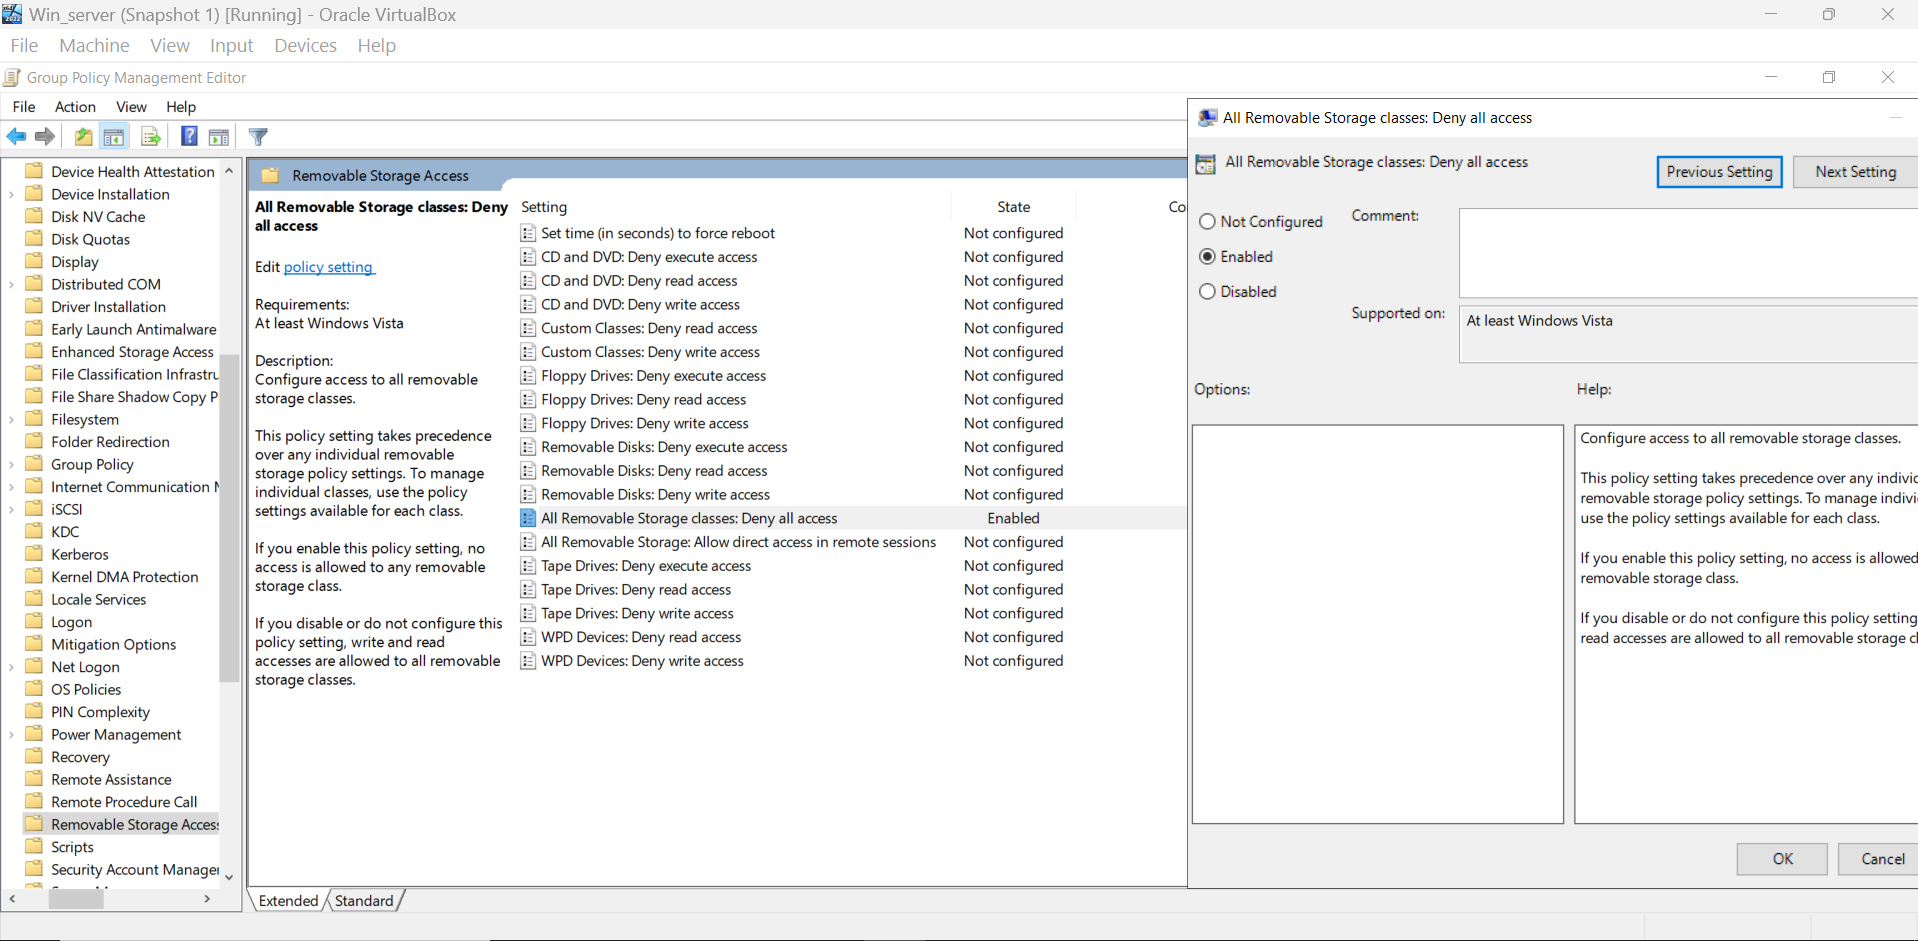 Win_server (Snapshot 1) [Running] - Oracle VirtualBox
File Machine View Input Devices Help
Group Policy Management Editor
File Action View Help
Device Health Attestation
Device Installation
Disk NV Cache
Disk Quotas
Display
Distributed COM
Driver Installation
Early Launch Antimalware
Enhanced Storage Access
File Classification Infrastru
File Share Shadow Copy P
Filesystem
Folder Redirection
Group Policy
Internet Communication M
iSCSI
KDC
Kerberos
Kernel DMA Protection
Locale Services
Logon
Mitigation Options
Net Logon
OS Policies
PIN Complexity
Power Management
Recovery
Remote Assistance
Remote Procedure Call
Removable Storage Access
Scripts
Security Account Manager
Removable Storage Access
All Removable Storage classes: Deny
all access
Edit policy setting
Requirements:
At least Windows Vista
Description:
Configure access to all removable
storage classes.
This policy setting takes precedence
over any individual removable
storage policy settings. To manage
individual classes, use the policy
settings available for each class.
If you enable this policy setting, no
access is allowed to any removable
storage class.
If you disable or do not configure this
policy setting, write and read
accesses are allowed to all removable
storage classes.
Setting State Co
Set time (in seconds) to force reboot Not configured
CD and DVD: Deny execute access Not configured
CD and DVD: Deny read access Not configured
CD and DVD: Deny write access Not configured
Custom Classes: Deny read access Not configured
Custom Classes: Deny write access Not configured
Floppy Drives: Deny execute access Not configured
Floppy Drives: Deny read access Not configured
Floppy Drives: Deny write access Not configured
Removable Disks: Deny execute access Not configured
Removable Disks: Deny read access Not configured
Removable Disks: Deny write access Not configured
All Removable Storage classes: Deny all access Enabled
All Removable Storage: Allow direct access in remote sessions Not configured
Tape Drives: Deny execute access Not configured
Tape Drives: Deny read access Not configured
Tape Drives: Deny write access Not configured
WPD Devices: Deny read access Not configured
WPD Devices: Deny write access Not configured
Extended Standard
All Removable Storage classes: Deny all access
All Removable Storage classes: Deny all access
Previous Setting Next Setting
Not Configured
Enabled
Disabled
Comment:
Supported on:
At least Windows Vista
Options:
Help:
Configure access to all removable storage classes.
This policy setting takes precedence over any indivic
removable storage policy settings. To manage indivi
use the policy settings available for each class.
If you enable this policy setting, no access is allowed
removable storage class.
If you disable or do not configure this policy setting
read accesses are allowed to all removable storage cl
OK Cancel